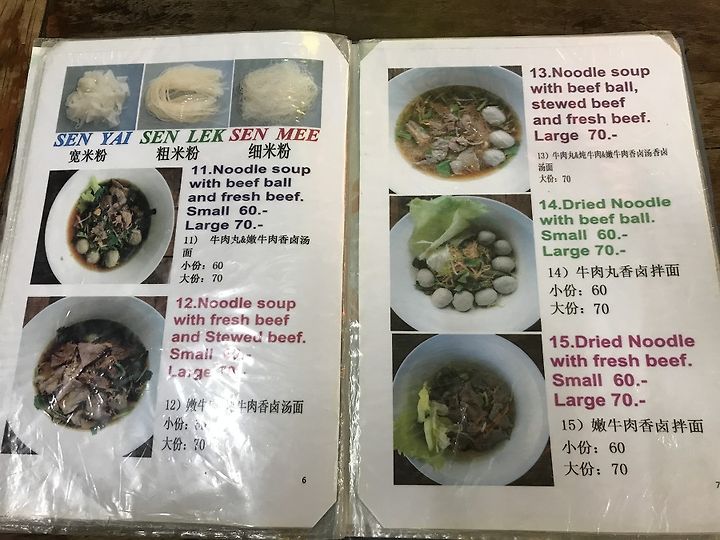 SEN YAI SEN LEK SEN MEE
宽米粉 粗米粉 细米粉
11.Noodle soup
with beef ball
and fresh beef.
Small 60.-
Large 70.-
11） 牛肉丸&嫩牛肉香卤汤
面
小份：60
大份：70
12.Noodle soup
with fresh beef
and Stewed beef.
Small
Large 70
12）嫩牛 牛肉香卤汤面
小份：
大份：70
6
13.Noodle soup
with beef ball,
stewed beef
and fresh beef.
Large 70.-
13）牛肉丸&炖牛肉&嫩牛肉香卤香卤
汤面
大份：70
14.Dried Noodle
with beef ball.
Small 60.-
Large 70.-
14）牛肉丸香卤拌面
小份：60
大份：70
15.Dried Noodle
with fresh beef.
Small 60.-
Large 70.-
15）嫩牛肉香卤拌面
小份：60
大份：70
7